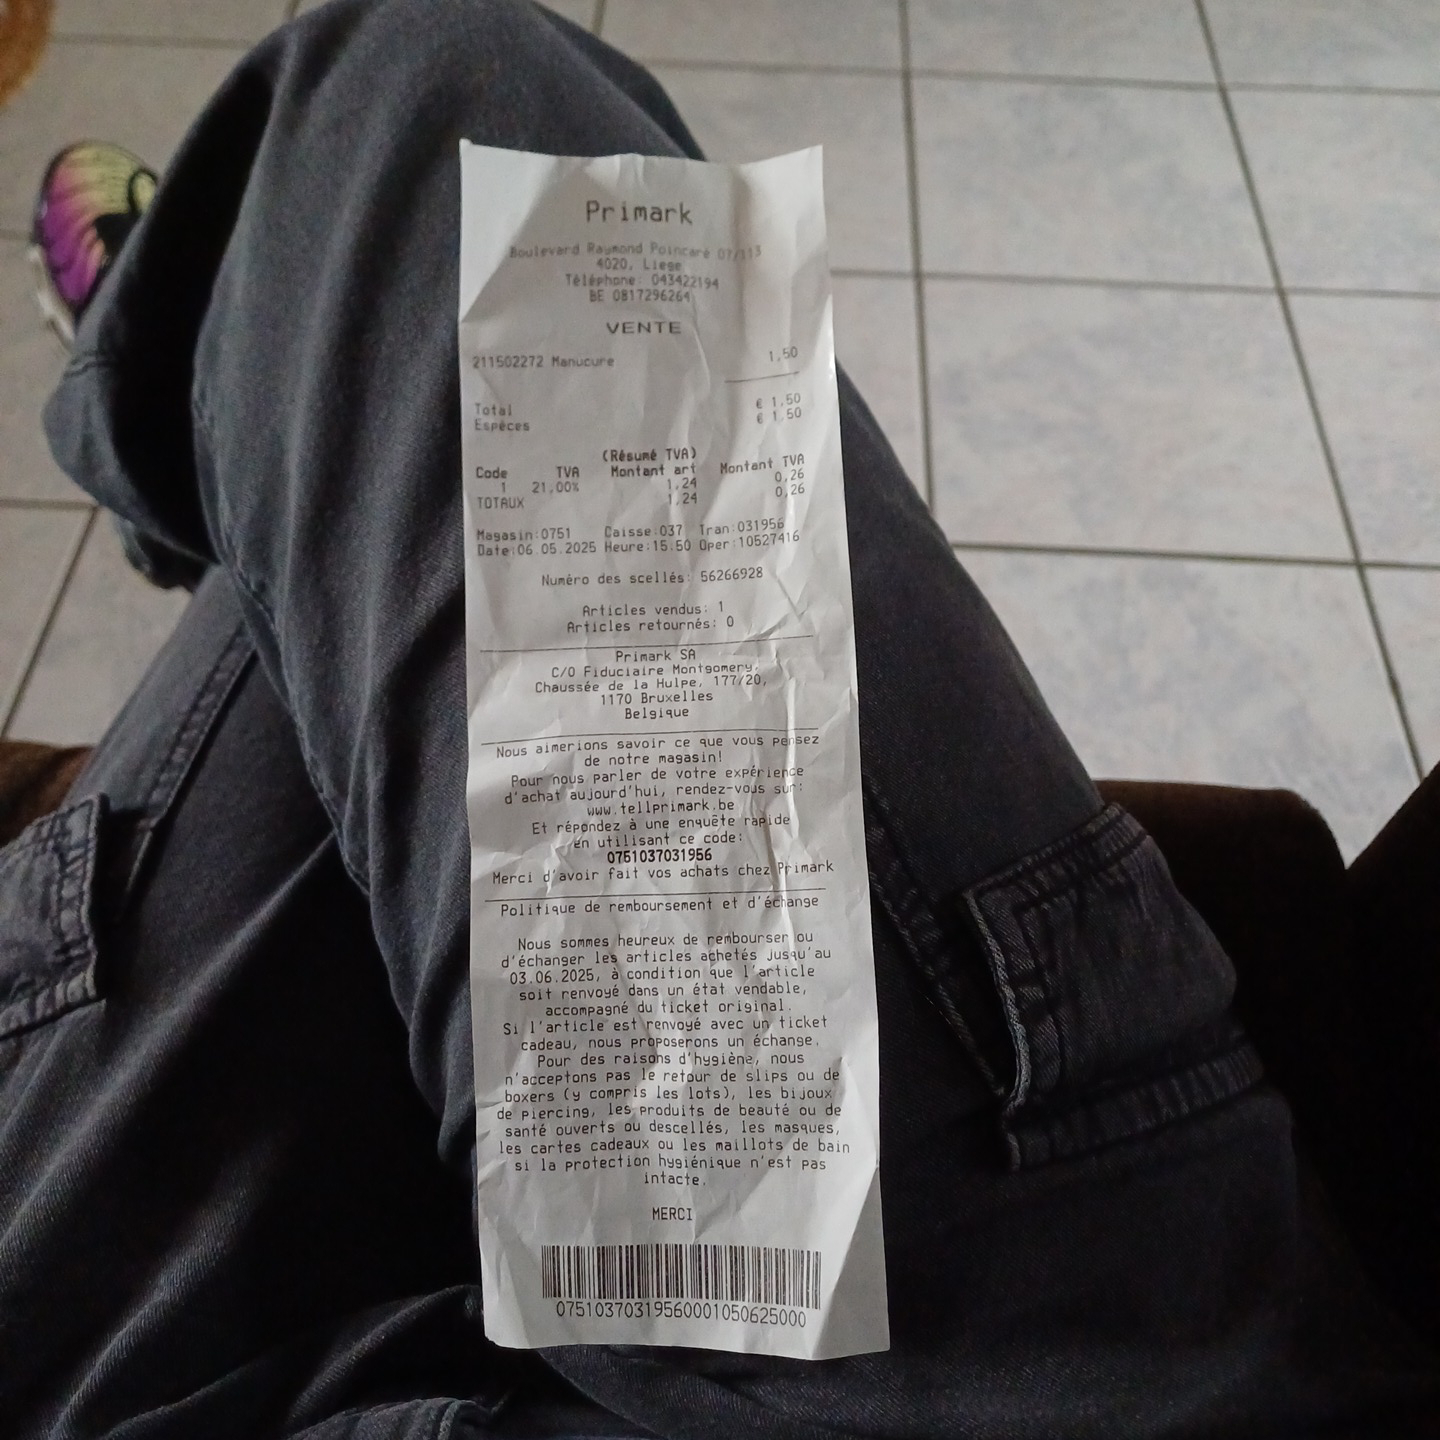 Primark
Boulevard Raymond Poincaré 07/113
4020, Liege
Téléphone: 043422194
BE 0817296264
VENTE
211502272 Manucure 1,50
Total € 1,50
Espèces € 1,50
(Résumé TVA)
Code TVA Montant art Montant TVA
1 21,00% 1,24 0,26
TOTAUX 1,24 0,26
Magasin:0751 Caisse:037 Tran:031956
Date:06.05.2025 Heure:15.50 Oper:10527416
Numéro des scellés: 56266928
Articles vendus: 1
Articles retournés: 0
Primark SA
C/O Fiduciaire Montgomery,
Chaussée de la Hulpe, 177/20,
1170 Bruxelles
Belgique
Nous aimerions savoir ce que vous pensez
de notre magasin!
Pour nous parler de votre expérience
d'achat aujourd'hui, rendez-vous sur:
www.tellprimark.be
Et répondez à une enquête rapide
en utilisant ce code:
0751037031956
Merci d'avoir fait vos achats chez Primark
Politique de remboursement et d'échange
Nous sommes heureux de rembourser ou
d'échanger les articles achetés jusqu'au
03.06.2025, à condition que l'article
soit renvoyé dans un état vendable,
accompagné du ticket original.
Si l'article est renvoyé avec un ticket
cadeau, nous proposerons un échange.
Pour des raisons d'hygiène, nous
n'acceptons pas le retour de slips ou de
boxers (y compris les lots), les bijoux
de piercing, les produits de beauté ou de
santé ouverts ou descellés, les masques,
les cartes cadeaux ou les maillots de bain
si la protection hygiénique n'est pas
intacte.
MERCI
07510370319560001050625000